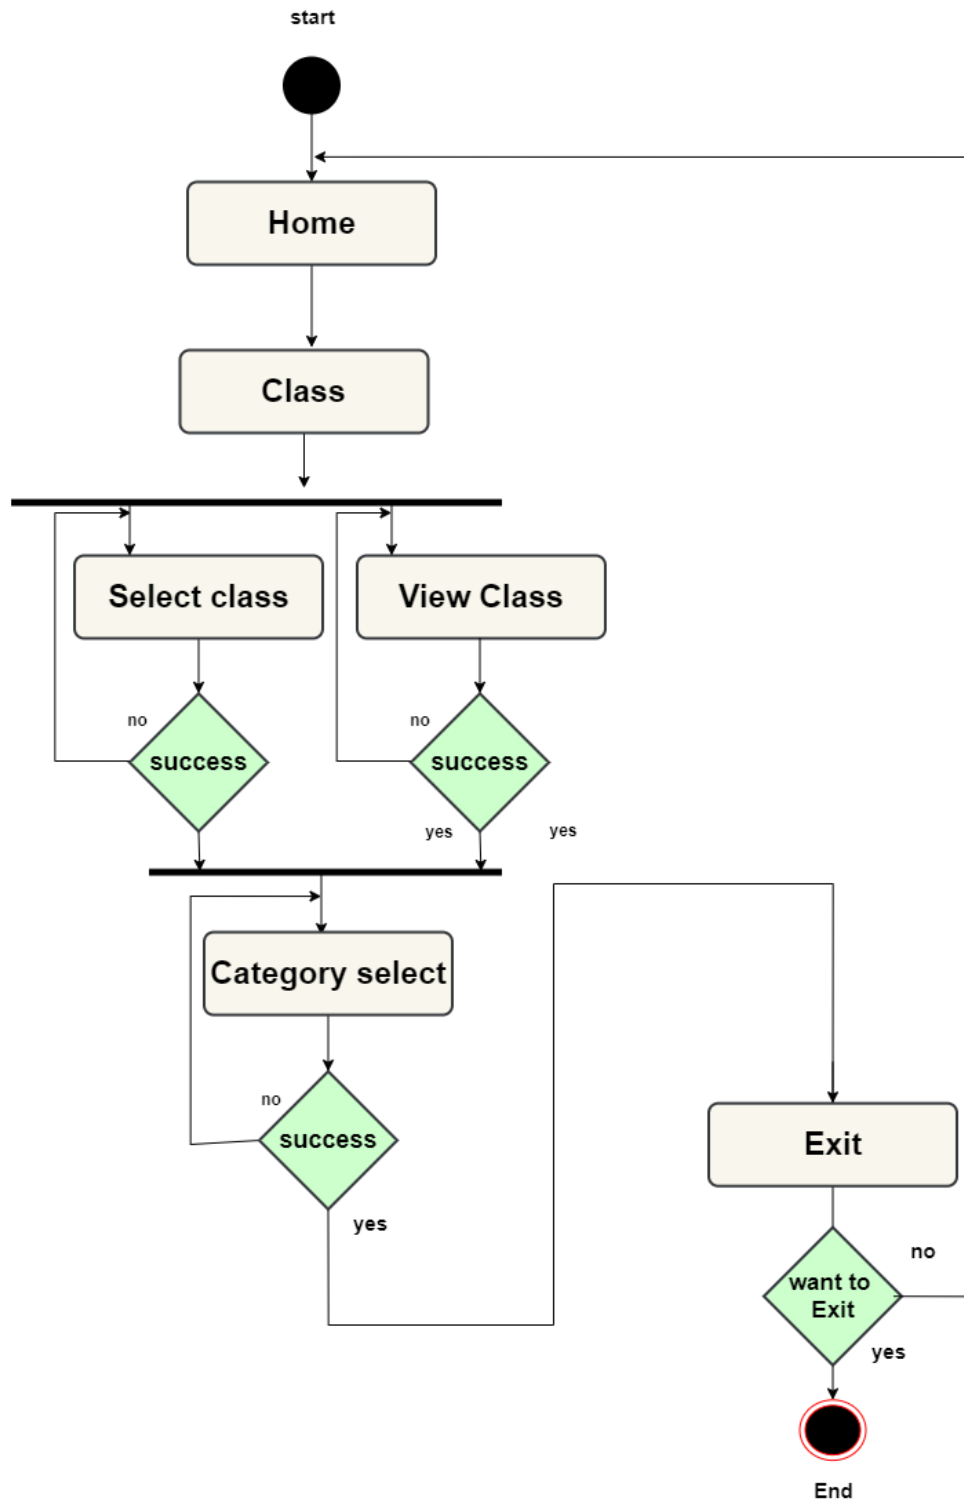 start
Home
Class
Select class
View Class
no
no
success
success
yes
yes
Category select
no
success
yes
Exit
no
want to
Exit
yes
End